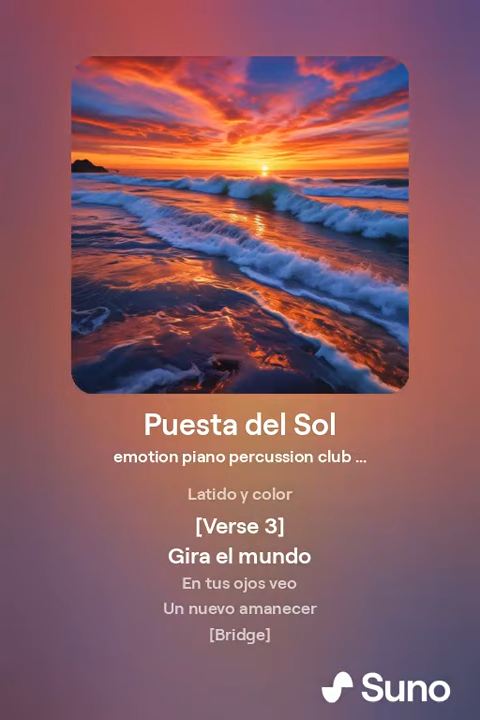 Puesta del Sol
emotion piano percussion club ...
Latido y color
[Verse 3]
Gira el mundo
En tus ojos veo
Un nuevo amanecer
[Bridge]
Suno